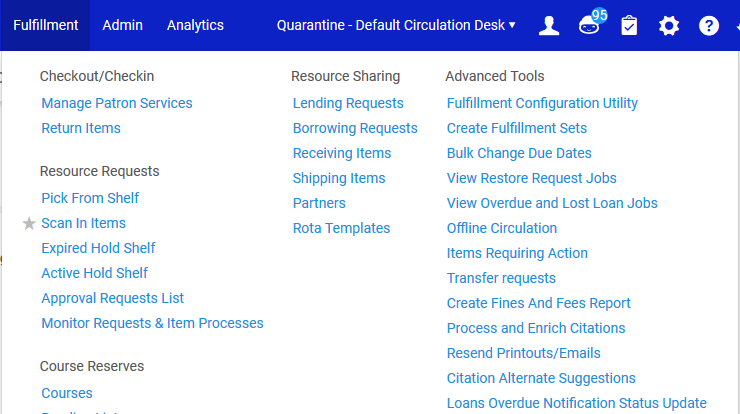 Fulfillment Admin Analytics Quarantine - Default Circulation Desk 95
Checkout/Checkin
Manage Patron Services
Return Items
Resource Requests
Pick From Shelf
Scan In Items
Expired Hold Shelf
Active Hold Shelf
Approval Requests List
Monitor Requests & Item Processes
Course Reserves
Courses
Resource Sharing
Lending Requests
Borrowing Requests
Receiving Items
Shipping Items
Partners
Rota Templates
Advanced Tools
Fulfillment Configuration Utility
Create Fulfillment Sets
Bulk Change Due Dates
View Restore Request Jobs
View Overdue and Lost Loan Jobs
Offline Circulation
Items Requiring Action
Transfer requests
Create Fines And Fees Report
Process and Enrich Citations
Resend Printouts/Emails
Citation Alternate Suggestions
Loans Overdue Notification Status Update